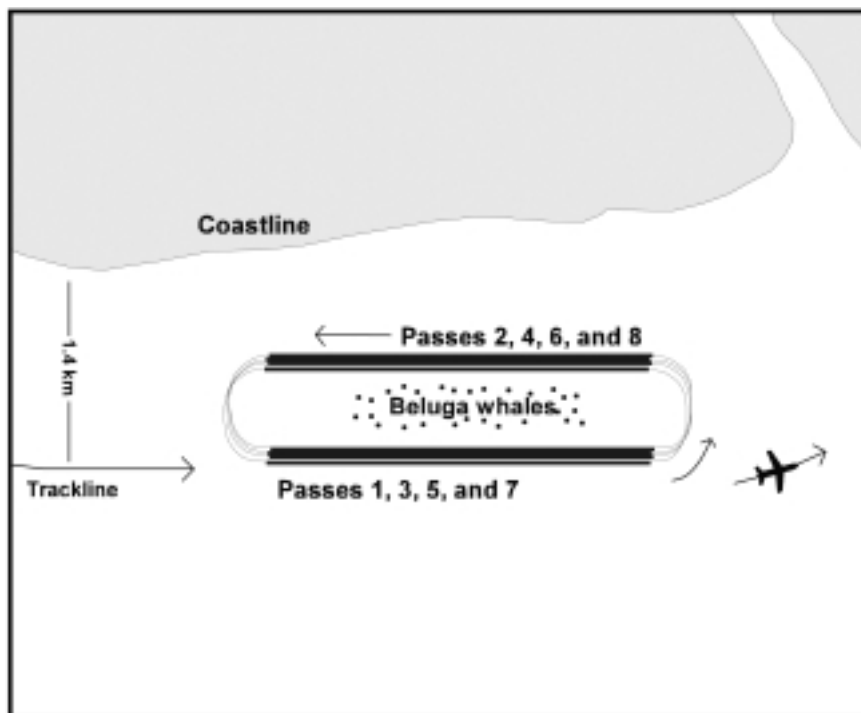 Coastline
Passes 2, 4, 6, and 8
1.4 km
Beluga whales
Trackline
Passes 1, 3, 5, and 7